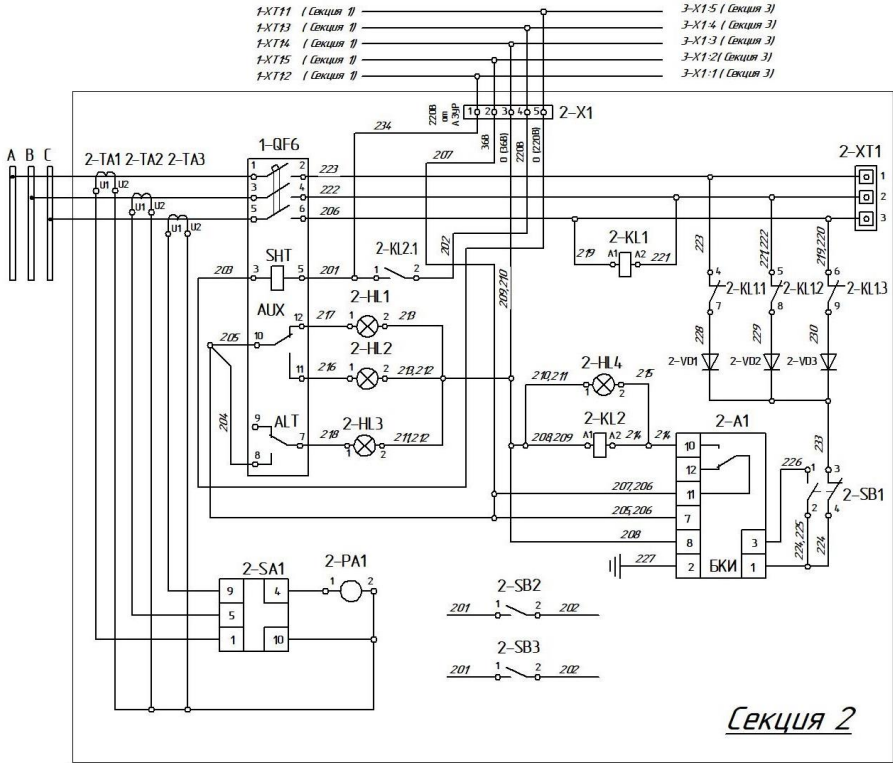 1-XT1:1 ( Секция 1) 3-X1:5 ( Секция 3)
1-XT1:3 ( Секция 1) 3-X1:4 ( Секция 3)
1-XT1:4 ( Секция 1) 3-X1:3 ( Секция 3)
1-XT1:5 ( Секция 1) 3-X1:2( Секция 3)
1-XT1:2 ( Секция 1) 3-X1:1 ( Секция 3)
220В от АЗУР
1 2 3 4 5
2-X1
234
207
36В
0 (36В)
220В
0 (220В)
A B C
2-TA1 2-TA2 2-TA3
U1 U2
U1 U2
U1 U2
1-QF6
1 2 223
3 4 222
5 6 206
2-XT1
1
2
3
SHT
203 3 5 201
2-KL2.1
1 2
202
209,210
2-KL1
219 A1 A2 221
223
221,222
219,220
4 5 6
2-KL1.1 2-KL1.2 2-KL1.3
7 8 9
228
229
230
2-VD1 2-VD2 2-VD3
AUX
2-HL1
12 217 1 2 213
205 10
2-HL2
11 216 1 2 213,212
204
ALT
9
8
2-HL3
7 218 1 2 211,212
2-HL4
210,211 1 2 215
2-KL2
208,209 A1 A2 214 214
2-A1
10
12
207,206 11
205,206 7
208 8 3
227 2 БКИ 1
233
226
1 3
2-SB1
2 4
224,225
224
2-SA1
9 4
5
1 10
2-PA1
1 2
2-SB2
201 1 2 202
2-SB3
201 1 2 202
Секция 2